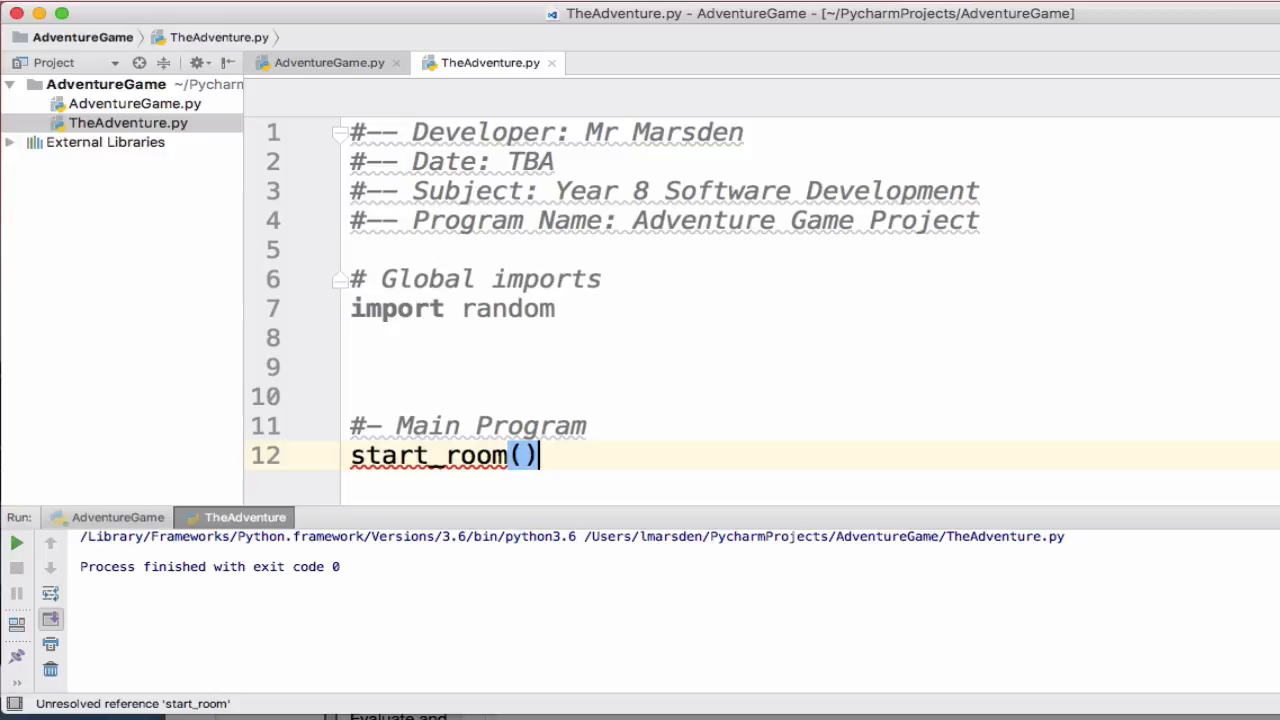 TheAdventure.py - AdventureGame - [~/PycharmProjects/AdventureGame]
AdventureGame TheAdventure.py
Project AdventureGame.py TheAdventure.py
AdventureGame ~/Pycharm
AdventureGame.py
TheAdventure.py
External Libraries
1 #-- Developer: Mr Marsden
2 #-- Date: TBA
3 #-- Subject: Year 8 Software Development
4 #-- Program Name: Adventure Game Project
5
6 # Global imports
7 import random
8
9
10
11 #- Main Program
12 start_room()
Run: AdventureGame TheAdventure
/Library/Frameworks/Python.framework/Versions/3.6/bin/python3.6 /Users/lmarsden/PycharmProjects/AdventureGame/TheAdventure.py
Process finished with exit code 0
Unresolved reference 'start_room'
Evaluate and